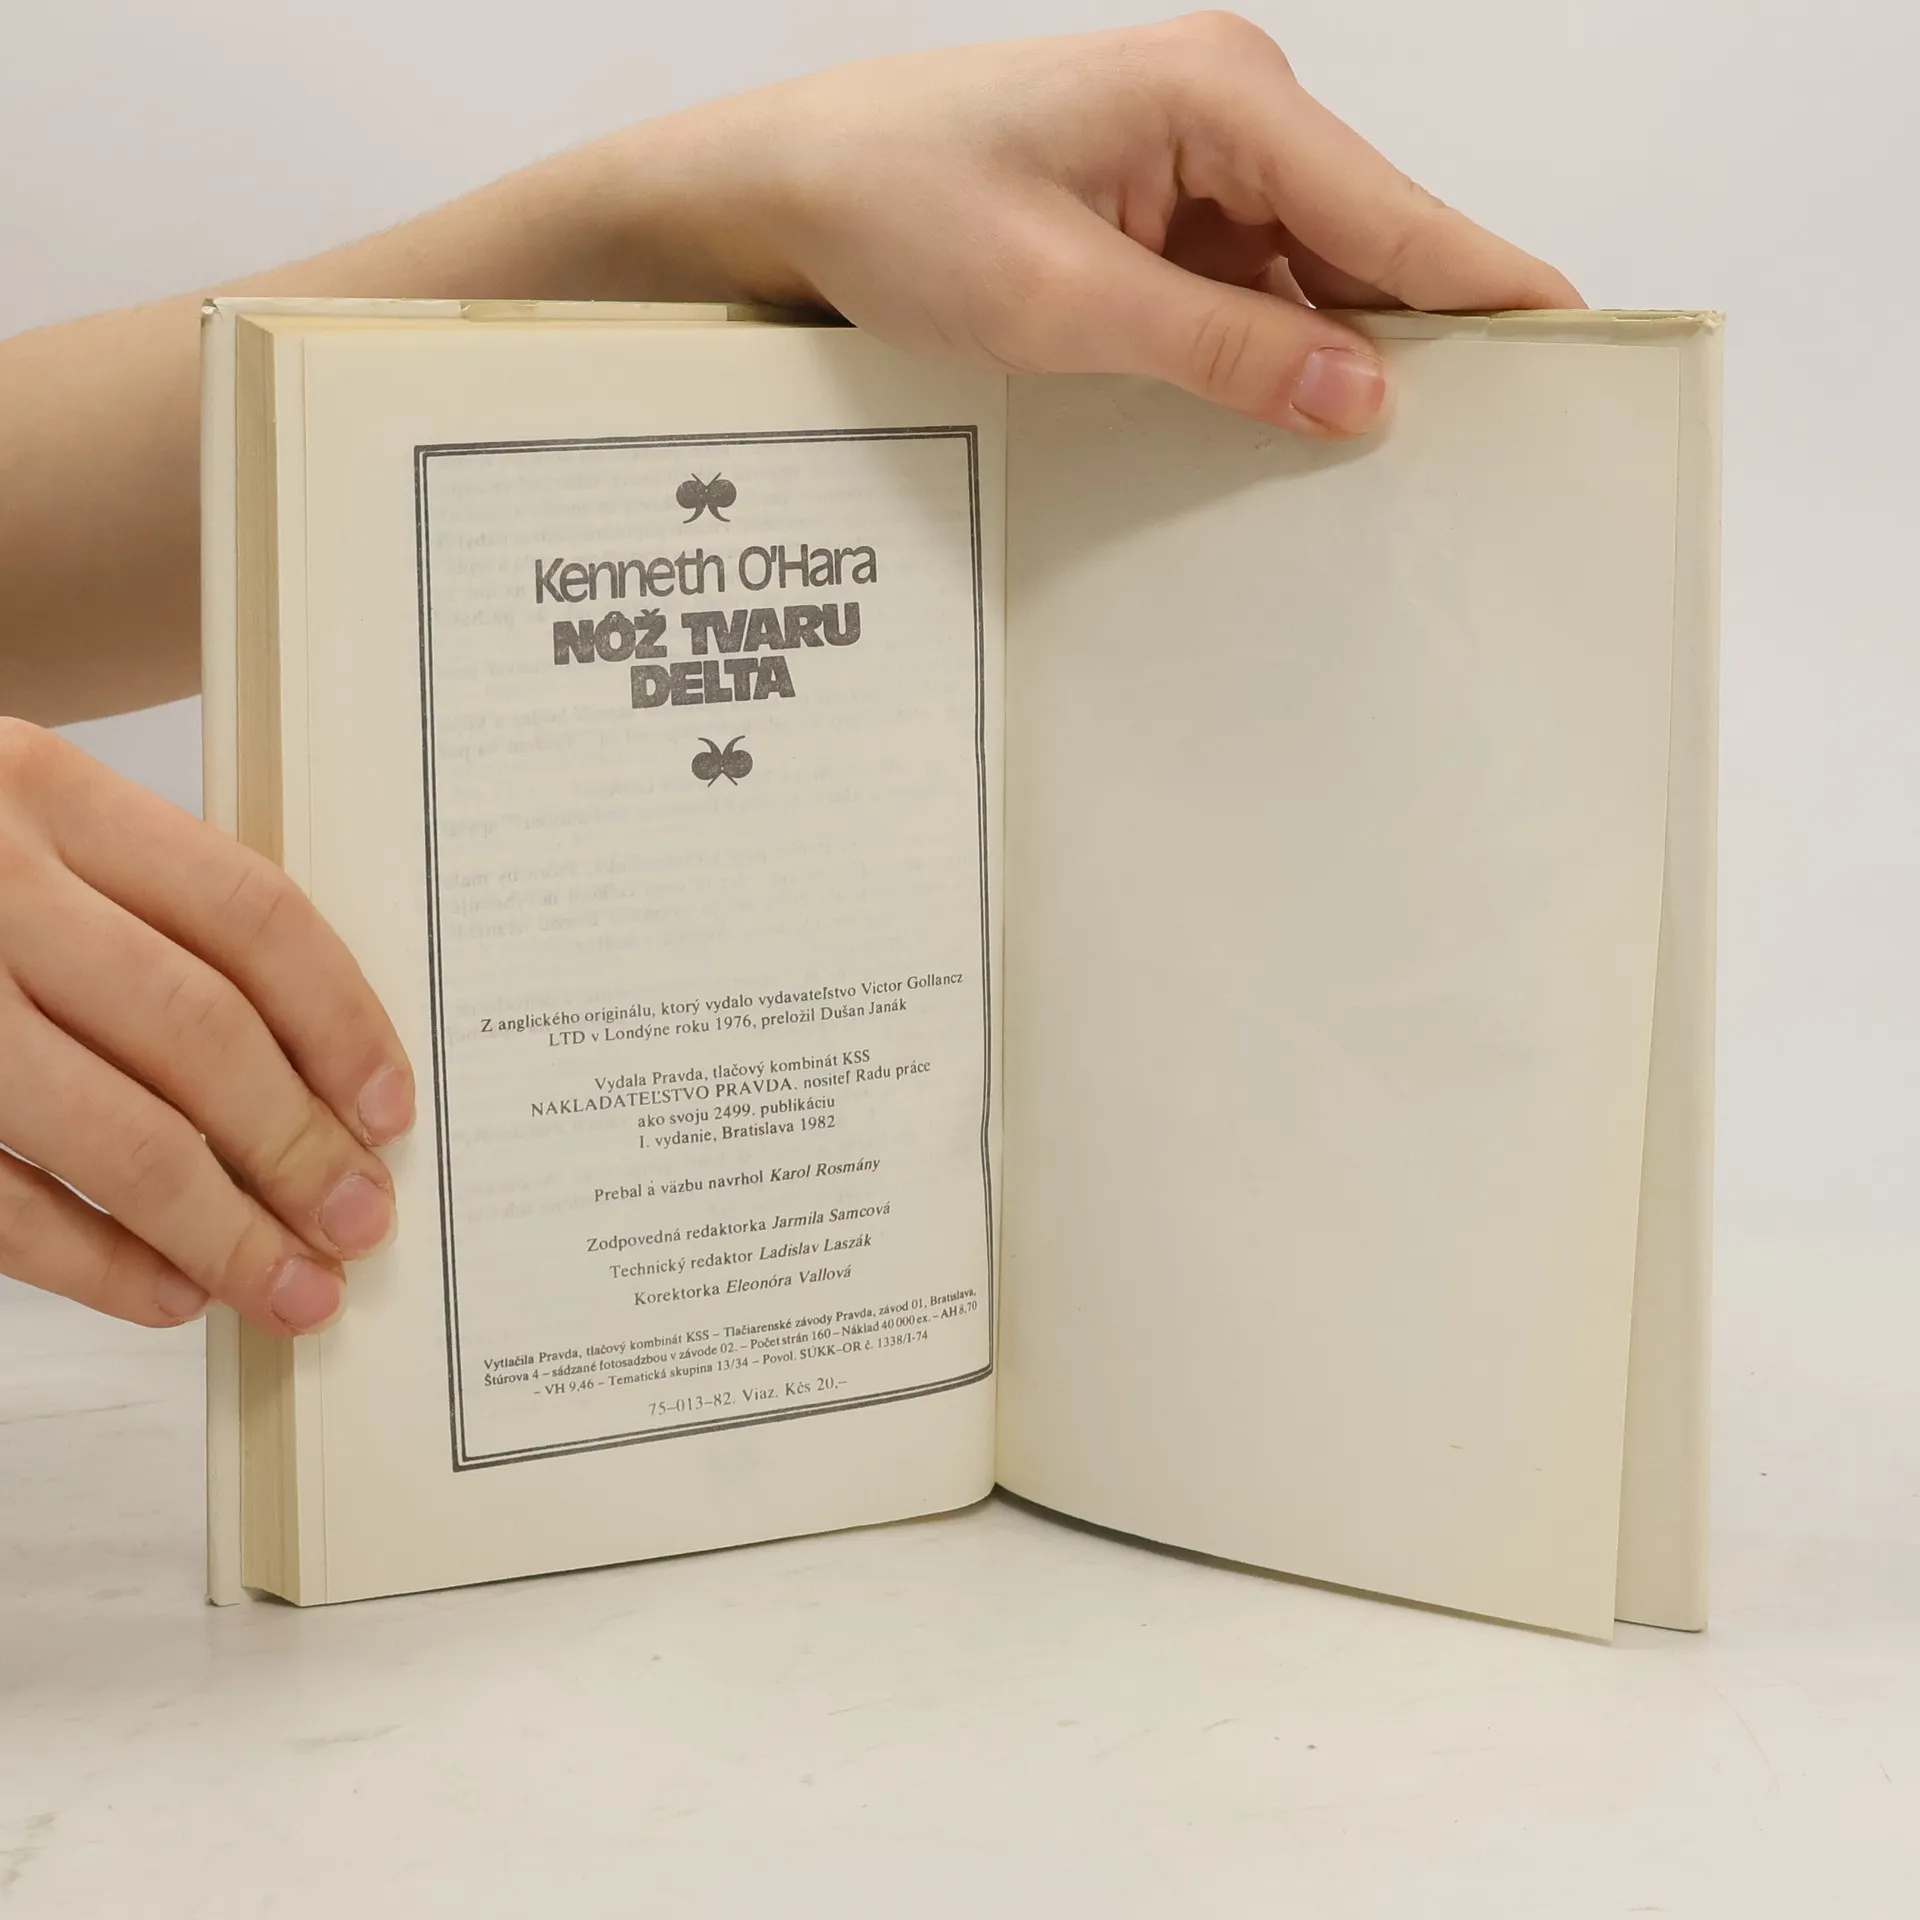 Kenneth O'Hara
NÔŽ TVARU
DELTA
Z anglického originálu, ktorý vydalo vydavateľstvo Victor Gollancz
LTD v Londýne roku 1976, preložil Dušan Janák
Vydala Pravda, tlačový kombinát KSS
NAKLADATEĽSTVO PRAVDA, nositeľ Radu práce
ako svoju 2499. publikáciu
I. vydanie, Bratislava 1982
Prebal a väzbu navrhol Karol Rosmány
Zodpovedná redaktorka Jarmila Samcová
Technický redaktor Ladislav Laszák
Korektorka Eleonóra Vallová
Vytlačila Pravda, tlačový kombinát KSS – Tlačiarenské závody Pravda, závod 01, Bratislava,
Štúrova 4 – sádzané fotosadzbou v závode 02. – Počet strán 160 – Náklad 40 000 ex. – AH 8,70
– VH 9,46 – Tematická skupina 13/34 – Povol. SÚKK–OR č. 1338/I-74
75–013–82. Viaz. Kčs 20,–